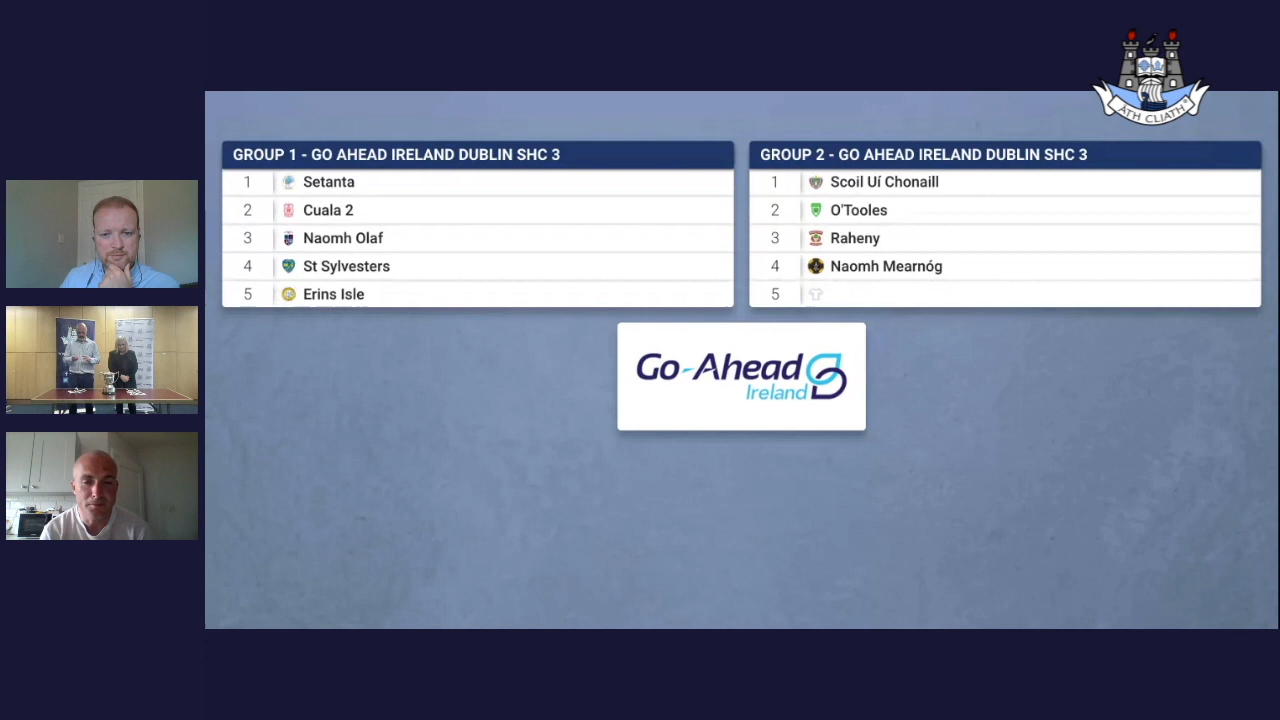 ÁTH CLIATH
GROUP 1 - GO AHEAD IRELAND DUBLIN SHC 3
1 Setanta
2 Cuala 2
3 Naomh Olaf
4 St Sylvesters
5 Erins Isle
GROUP 2 - GO AHEAD IRELAND DUBLIN SHC 3
1 Scoil Uí Chonaill
2 O'Tooles
3 Raheny
4 Naomh Mearnóg
5
Go-Ahead
Ireland